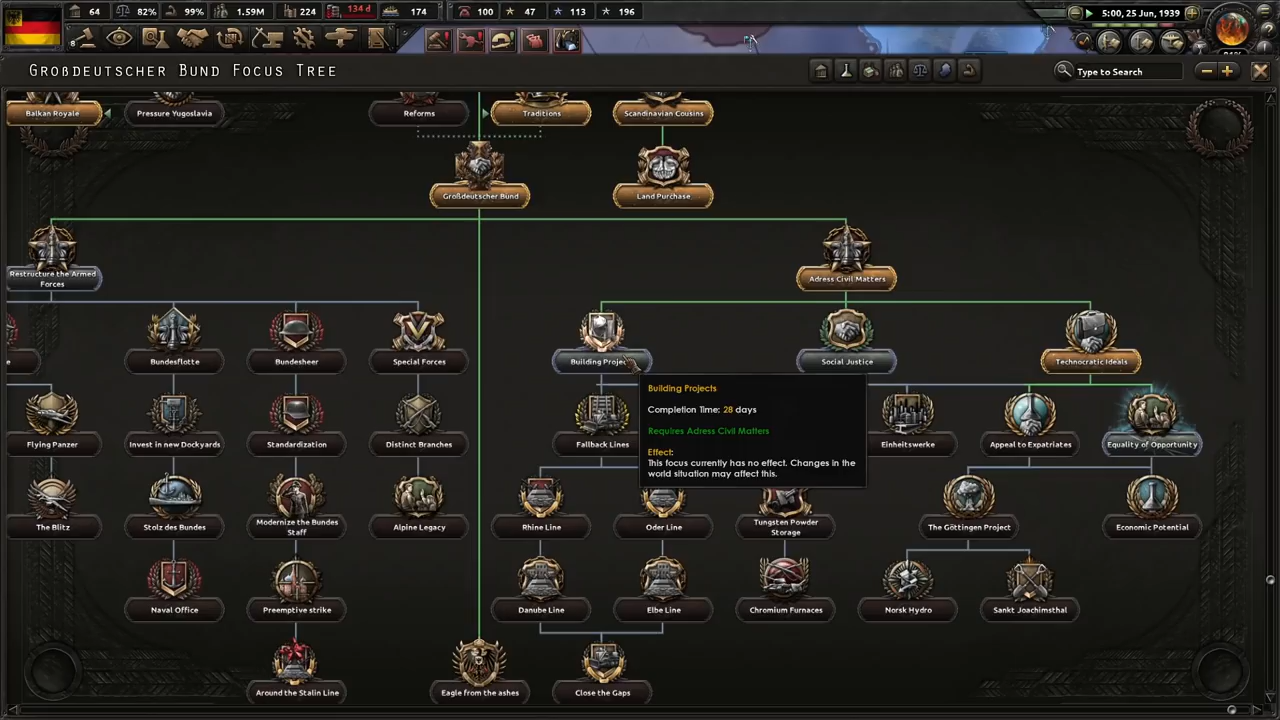 64 82% 99% 1.59M 224 134 d 174 100 47 113 196 5:00, 25 Jun, 1939
8
Großdeutscher Bund Focus Tree
Type to Search
Balkan Royale Pressure Yugoslavia Reforms Traditions Scandinavian Cousins
Großdeutscher Bund Land Purchase
Restructure the Armed
Forces
Adress Civil Matters
Bundesflotte Bundesheer Special Forces Building Projec Social Justice Technocratic Ideals
Building Projects
Completion Time: 28 days
Requires Adress Civil Matters
Effect:
This focus currently has no effect. Changes in the
world situation may affect this.
Flying Panzer Invest in new Dockyards Standardization Distinct Branches Fallback Lines Einheitswerke Appeal to Expatriates Equality of Opportunity
The Blitz Stolz des Bundes Modernize the Bundes
Staff
Alpine Legacy Rhine Line Oder Line Tungsten Powder
Storage
The Göttingen Project Economic Potential
Naval Office Preemptive strike Danube Line Elbe Line Chromium Furnaces Norsk Hydro Sankt Joachimsthal
Around the Stalin Line Eagle from the ashes Close the Gaps